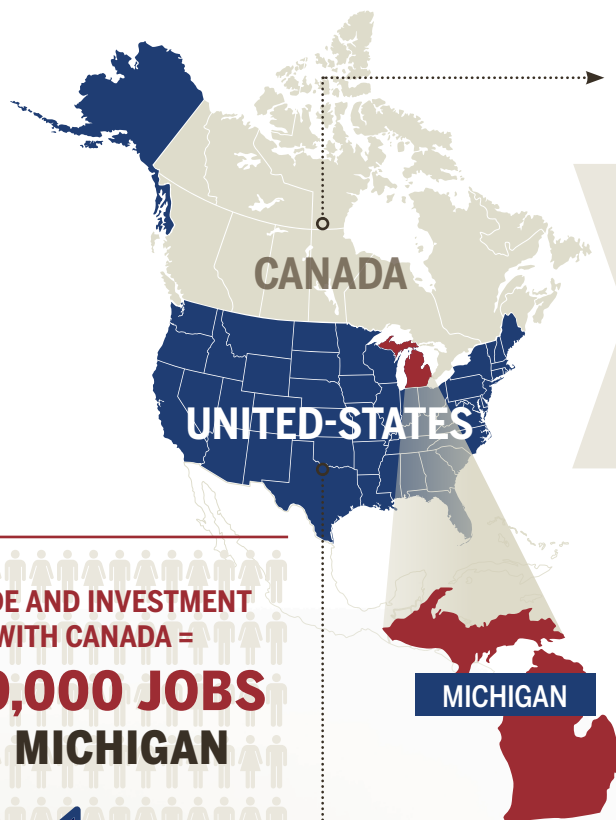 CANADA
UNITED-STATES
DE AND INVESTMENT
WITH CANADA =
0,000 JOBS
MICHIGAN
MICHIGAN